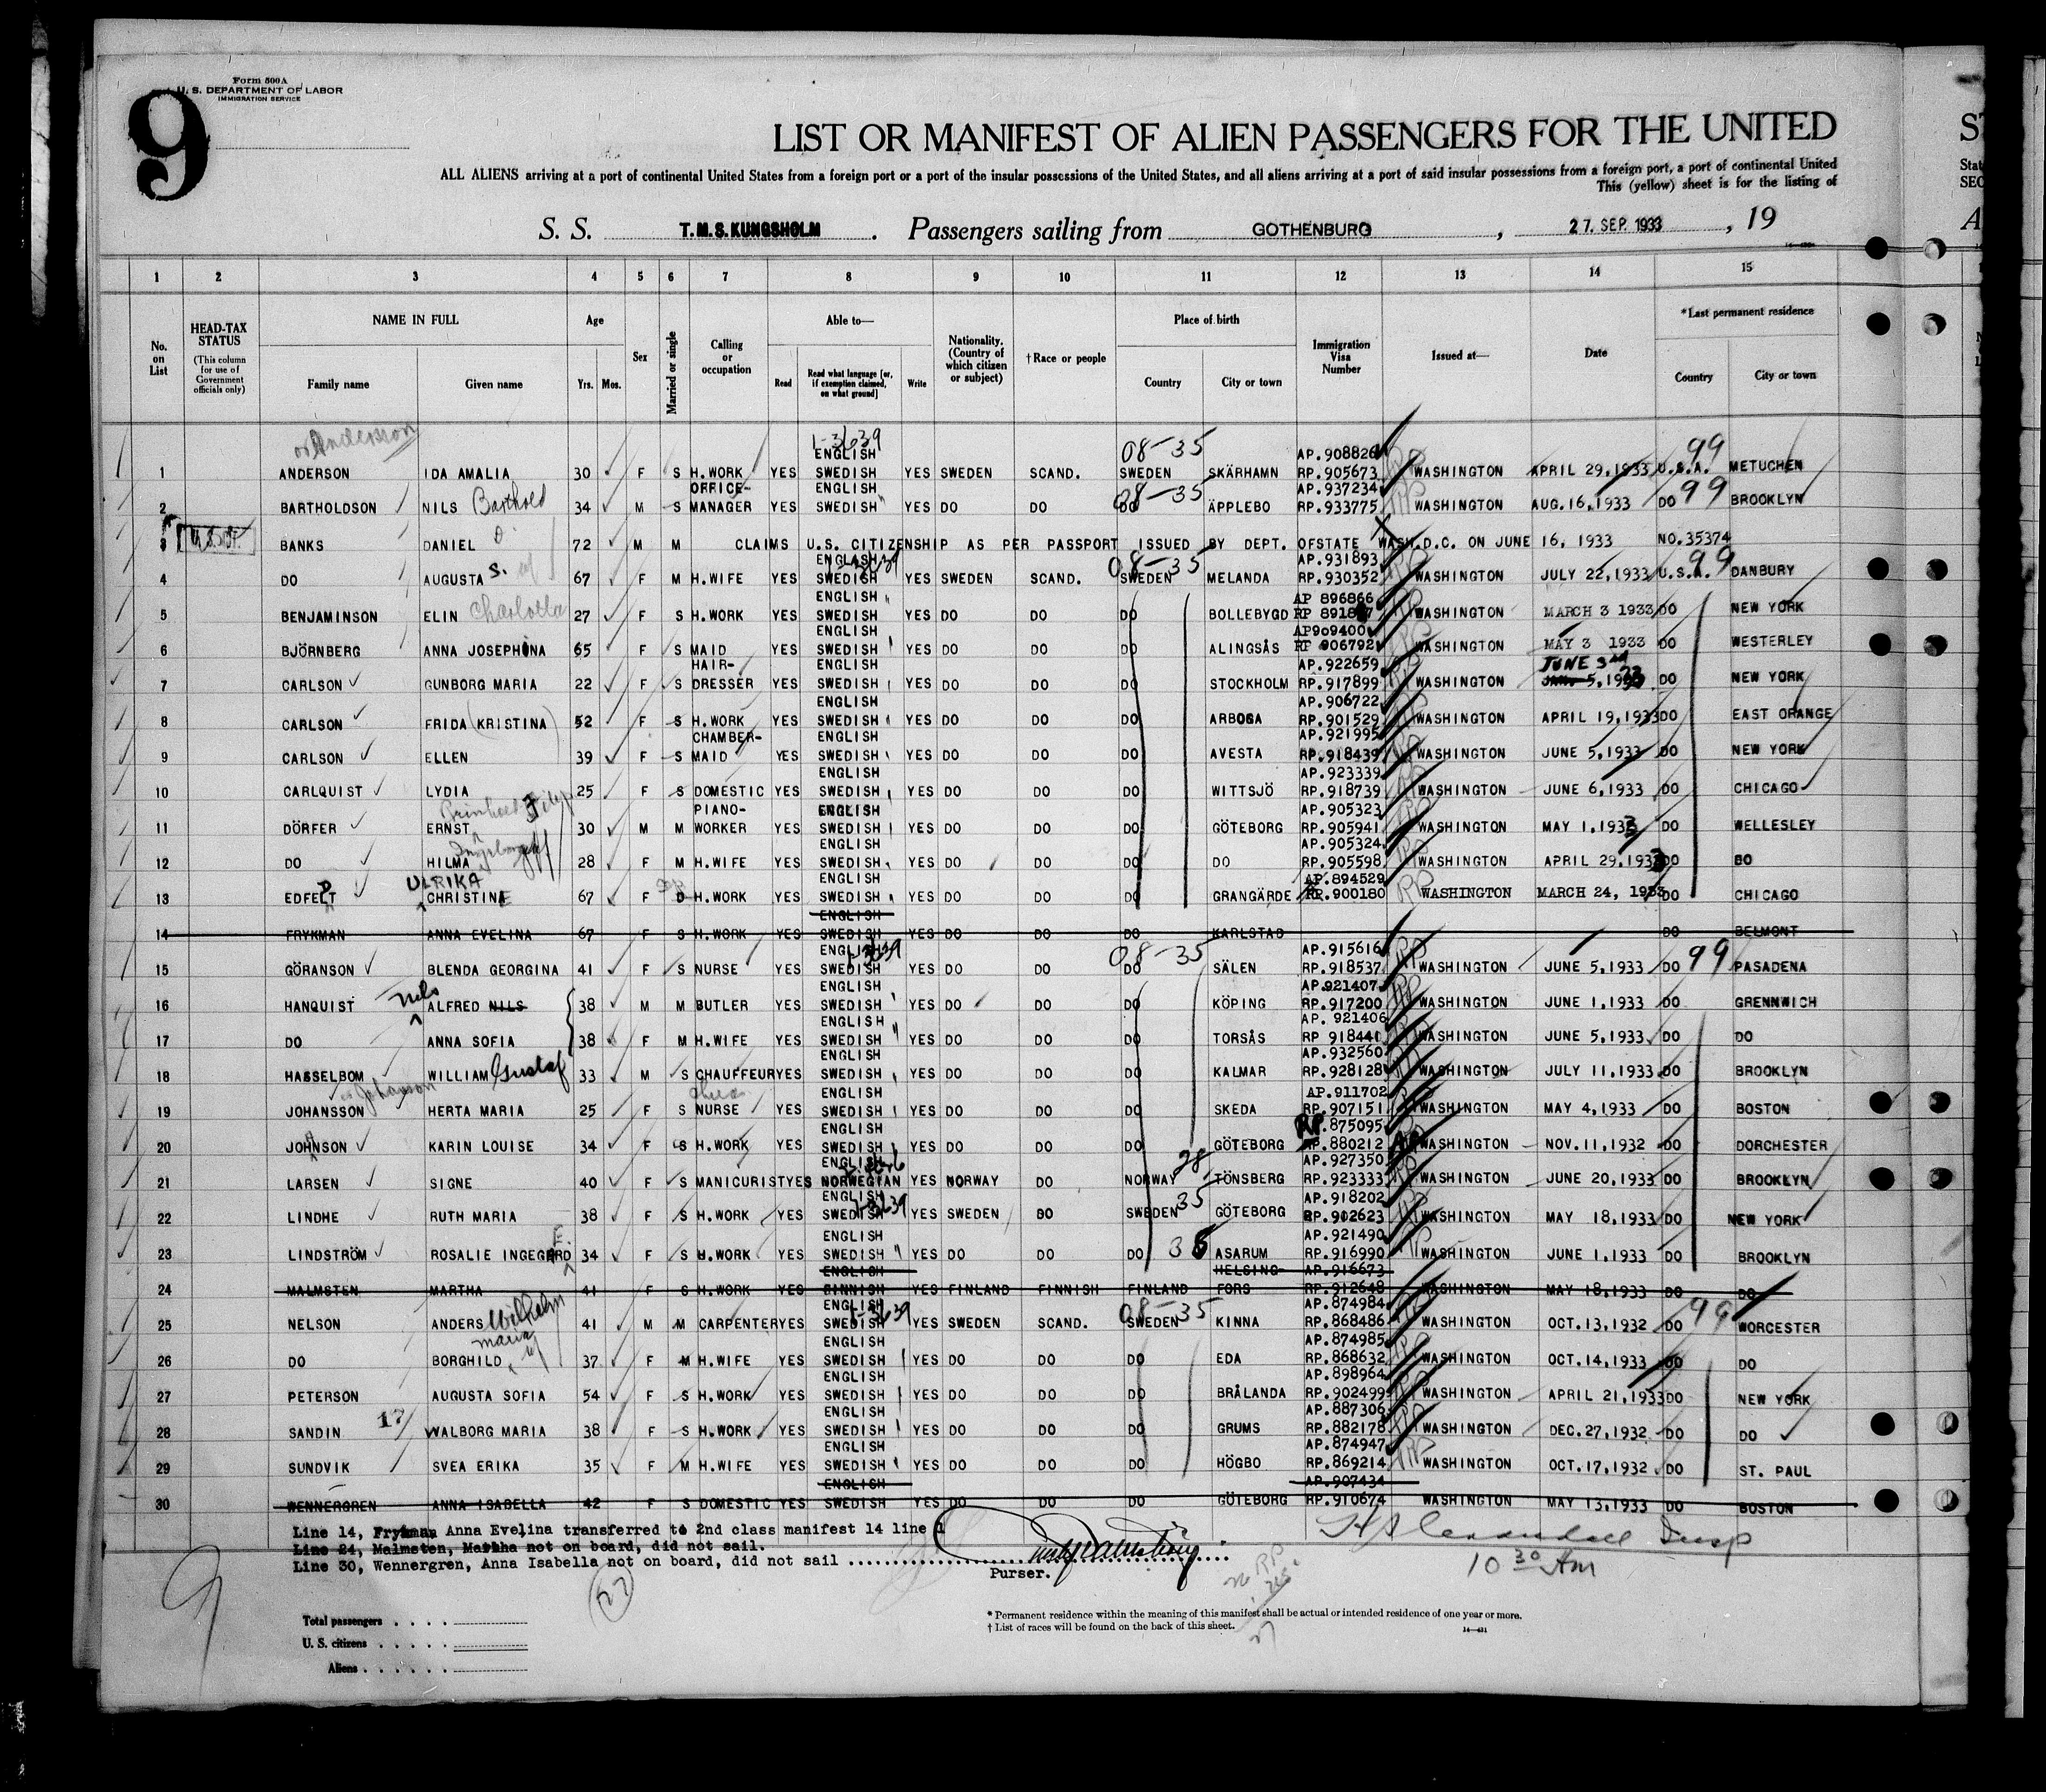 9
Form 500A
U. S. DEPARTMENT OF LABOR
IMMIGRATION SERVICE
LIST OR MANIFEST OF ALIEN PASSENGERS FOR THE UNITED
ALL ALIENS arriving at a port of continental United States from a foreign port or a port of the insular possessions of the United States, and all aliens arriving at a port of said insular possessions from a foreign port, a port of continental United
This (yellow) sheet is for the listing of
S. S. T.M.S. KUNGSHOLM. Passengers sailing from GOTHENBURG, 27. SEP. 1933, 19
1 2 3 4 5 6 7 8 9 10 11 12 13 14 15
No. on List
HEAD-TAX STATUS (This column for use of Government officials only)
NAME IN FULL Family name Given name
Age Yrs. Mos.
Sex
Married or single
Calling or occupation
Able to— Read Read what language [or, if exemption claimed, on what ground] Write
Nationality. (Country of which citizen or subject)
†Race or people
Place of birth Country City or town
Immigration Visa Number
Issued at—
Date
*Last permanent residence Country City or town
or Anderson 1-3639 08-35 99
ENGLISH AP.908826
1 ANDERSON IDA AMALIA 30 F S H.WORK YES SWEDISH YES SWEDEN SCAND. SWEDEN SKÄRHAMN RP.905673 WASHINGTON APRIL 29,1933 U.S.A. METUCHEN
OFFICE- ENGLISH 08-35 AP.937234 99
2 BARTHOLDSON NILS Barthold 34 M S MANAGER YES SWEDISH YES DO DO DO ÄPPLEBO RP.933775 WASHINGTON AUG.16,1933 DO BROOKLYN
3 BANKS DANIEL D. 72 M M CLAIMS U.S. CITIZENSHIP AS PER PASSPORT ISSUED BY DEPT. OFSTATE WASH.D.C. ON JUNE 16, 1933 NO.35374
ENGLISH 08-35 AP.931893 99
4 DO AUGUSTA S. 67 F M H.WIFE YES SWEDISH YES SWEDEN SCAND. SWEDEN MELANDA RP.930352 WASHINGTON JULY 22,1933 U.S.A. DANBURY
ENGLISH AP 896866
5 BENJAMINSON ELIN Charlotta 27 F S H.WORK YES SWEDISH YES DO DO DO BOLLEBYGD RP WASHINGTON MARCH 3 1933 DO NEW YORK
ENGLISH AP909400
6 BJÖRNBERG ANNA JOSEPHINA 65 F S MAID YES SWEDISH YES DO DO DO ALINGSÅS RP 906792 WASHINGTON MAY 3 1933 DO WESTERLEY
HAIR- ENGLISH AP.922659 JUNE 3rd
7 CARLSON GUNBORG MARIA 22 F S DRESSER YES SWEDISH YES DO DO DO STOCKHOLM RP.917899 WASHINGTON JAN. 5,1933 DO NEW YORK
ENGLISH AP.906722
8 CARLSON FRIDA (KRISTINA) 52 F S H.WORK YES SWEDISH YES DO DO DO ARBOGA RP.901529 WASHINGTON APRIL 19,1933 DO EAST ORANGE
CHAMBER- ENGLISH AP.921995
9 CARLSON ELLEN 39 F S MAID YES SWEDISH YES DO DO DO AVESTA RP.918439 WASHINGTON JUNE 5,1933 DO NEW YORK
ENGLISH AP.923339
10 CARLQUIST LYDIA 25 F S DOMESTIC YES SWEDISH YES DO DO DO WITTSJÖ RP.918739 WASHINGTON JUNE 6,1933 DO CHICAGO
PIANO- ENGLISH AP.905323
11 DÖRFER ERNST 30 M M WORKER YES SWEDISH YES DO DO DO GÖTEBORG RP.905941 WASHINGTON MAY 1,1933 DO WELLESLEY
ENGLISH AP.905324
12 DO HILMA 28 F M H.WIFE YES SWEDISH YES DO DO DO DO RP.905598 WASHINGTON APRIL 29,1933 DO DO
ULRIKA ENGLISH AP.894529
13 EDFELT CHRISTINE 67 F D H.WORK YES SWEDISH YES DO DO DO GRANGÄRDE RP.900180 WASHINGTON MARCH 24, 1933 DO CHICAGO
ENGLISH
14 FRYKMAN ANNA EVELINA 67 F S H.WORK YES SWEDISH YES DO DO DO KARLSTAD DO BELMONT
ENGLISH 08-35 AP.915616 99
15 GÖRANSON BLENDA GEORGINA 41 F S NURSE YES SWEDISH YES DO DO DO SÄLEN RP.918537 WASHINGTON JUNE 5,1933 DO PASADENA
Nils ENGLISH AP.921407
16 HANQUIST ALFRED NILS 38 M M BUTLER YES SWEDISH YES DO DO DO KÖPING RP.917200 WASHINGTON JUNE 1,1933 DO GRENNWICH
ENGLISH AP. 921406
17 DO ANNA SOFIA 38 F M H.WIFE YES SWEDISH YES DO DO DO TORSÅS RP 918441 WASHINGTON JUNE 5,1933 DO DO
ENGLISH AP.932560
18 HASSELBOM WILLIAM Gustaf 33 M S CHAUFFEUR YES SWEDISH YES DO DO DO KALMAR RP.928128 WASHINGTON JULY 11,1933 DO BROOKLYN
Johanson ENGLISH AP.911702
19 JOHANSSON HERTA MARIA 25 F S NURSE YES SWEDISH YES DO DO DO SKEDA RP.907151 WASHINGTON MAY 4,1933 DO BOSTON
ENGLISH RP.875095
20 JOHNSON KARIN LOUISE 34 F S H.WORK YES SWEDISH YES DO DO DO GÖTEBORG RP.880212 WASHINGTON NOV.11,1932 DO DORCHESTER
ENGLISH 28 AP.927350
21 LARSEN SIGNE 40 F S MANICURIST YES NORWEGIAN YES NORWAY DO NORWAY TÖNSBERG RP.923333 WASHINGTON JUNE 20,1933 DO BROOKLYN
ENGLISH 35 AP.918202
22 LINDHE RUTH MARIA 38 F S H.WORK YES SWEDISH YES SWEDEN DO SWEDEN GÖTEBORG RP.912623 WASHINGTON MAY 18,1933 DO NEW YORK
ENGLISH AP.921490
23 LINDSTRÖM ROSALIE INGEGERD 34 F S H.WORK YES SWEDISH YES DO DO DO ASARUM RP.916990 WASHINGTON JUNE 1,1933 DO BROOKLYN
ENGLISH HELSING- AP.916673
24 MALMSTEN MARTHA 41 F S H.WORK YES FINNISH YES FINLAND FINNISH FINLAND FORS RP.912648 WASHINGTON MAY 18,1933 DO DO
ENGLISH 08-35 AP.874984 99
25 NELSON ANDERS Wilhelm 41 M M CARPENTER YES SWEDISH YES SWEDEN SCAND. SWEDEN KINNA RP.868486 WASHINGTON OCT.13,1932 DO WORCESTER
Maria ENGLISH AP.874985
26 DO BORGHILD 37 F M H.WIFE YES SWEDISH YES DO DO DO EDA RP.868632 WASHINGTON OCT.14,1933 DO DO
ENGLISH AP.898964
27 PETERSON AUGUSTA SOFIA 54 F S H.WORK YES SWEDISH YES DO DO DO BRÅLANDA RP.902499 WASHINGTON APRIL 21,1933 DO NEW YORK
ENGLISH AP.887306
28 SANDIN WALBORG MARIA 38 F S H.WORK YES SWEDISH YES DO DO DO GRUMS RP.882178 WASHINGTON DEC.27,1932 DO DO
ENGLISH AP.874947
29 SUNDVIK SVEA ERIKA 35 F M H.WIFE YES SWEDISH YES DO DO DO HÖGBO RP.869214 WASHINGTON OCT.17,1932 DO ST. PAUL
ENGLISH AP.907434
30 WENNERGREN ANNA ISABELLA 42 F S DOMESTIC YES SWEDISH YES DO DO DO GÖTEBORG RP.910674 WASHINGTON MAY 13,1933 DO BOSTON
Line 14, Frykman Anna Evelina transferred to 2nd class manifest 14 line 1
Line 24, Malmsten, Martha not on board, did not sail.
Line 30, Wennergren, Anna Isabella not on board, did not sail
Purser.
Insp
10 30 Am
27
Total passengers
U. S. citizens
Aliens
* Permanent residence within the meaning of this manifest shall be actual or intended residence of one year or more.
† List of races will be found on the back of this sheet.